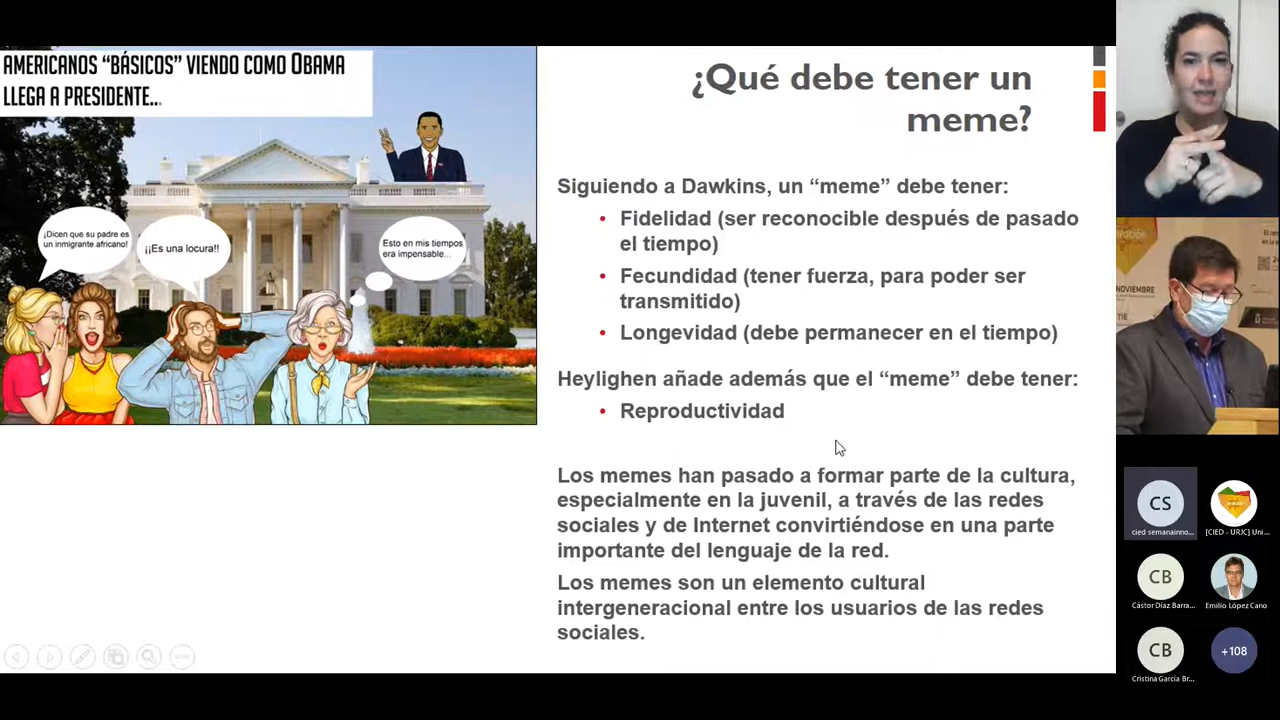 AMERICANOS “BÁSICOS” VIENDO COMO OBAMA
LLEGA A PRESIDENTE...
¡Dicen que su padre es
un inmigrante africano!
¡¡Es una locura!!
Esto en mis tiempos
era impensable...
¿Qué debe tener un
meme?
Siguiendo a Dawkins, un “meme” debe tener:
• Fidelidad (ser reconocible después de pasado
el tiempo)
• Fecundidad (tener fuerza, para poder ser
transmitido)
• Longevidad (debe permanecer en el tiempo)
Heylighen añade además que el “meme” debe tener:
• Reproductividad
Los memes han pasado a formar parte de la cultura,
especialmente en la juvenil, a través de las redes
sociales y de Internet convirtiéndose en una parte
importante del lenguaje de la red.
Los memes son un elemento cultural
intergeneracional entre los usuarios de las redes
sociales.
NOVIEMBRE
CS
cied semanainno...
[CIED - URJC] Uni...
CB
Cástor Díaz Barra...
Emilio López Cano
CB
Cristina García Br...
+108